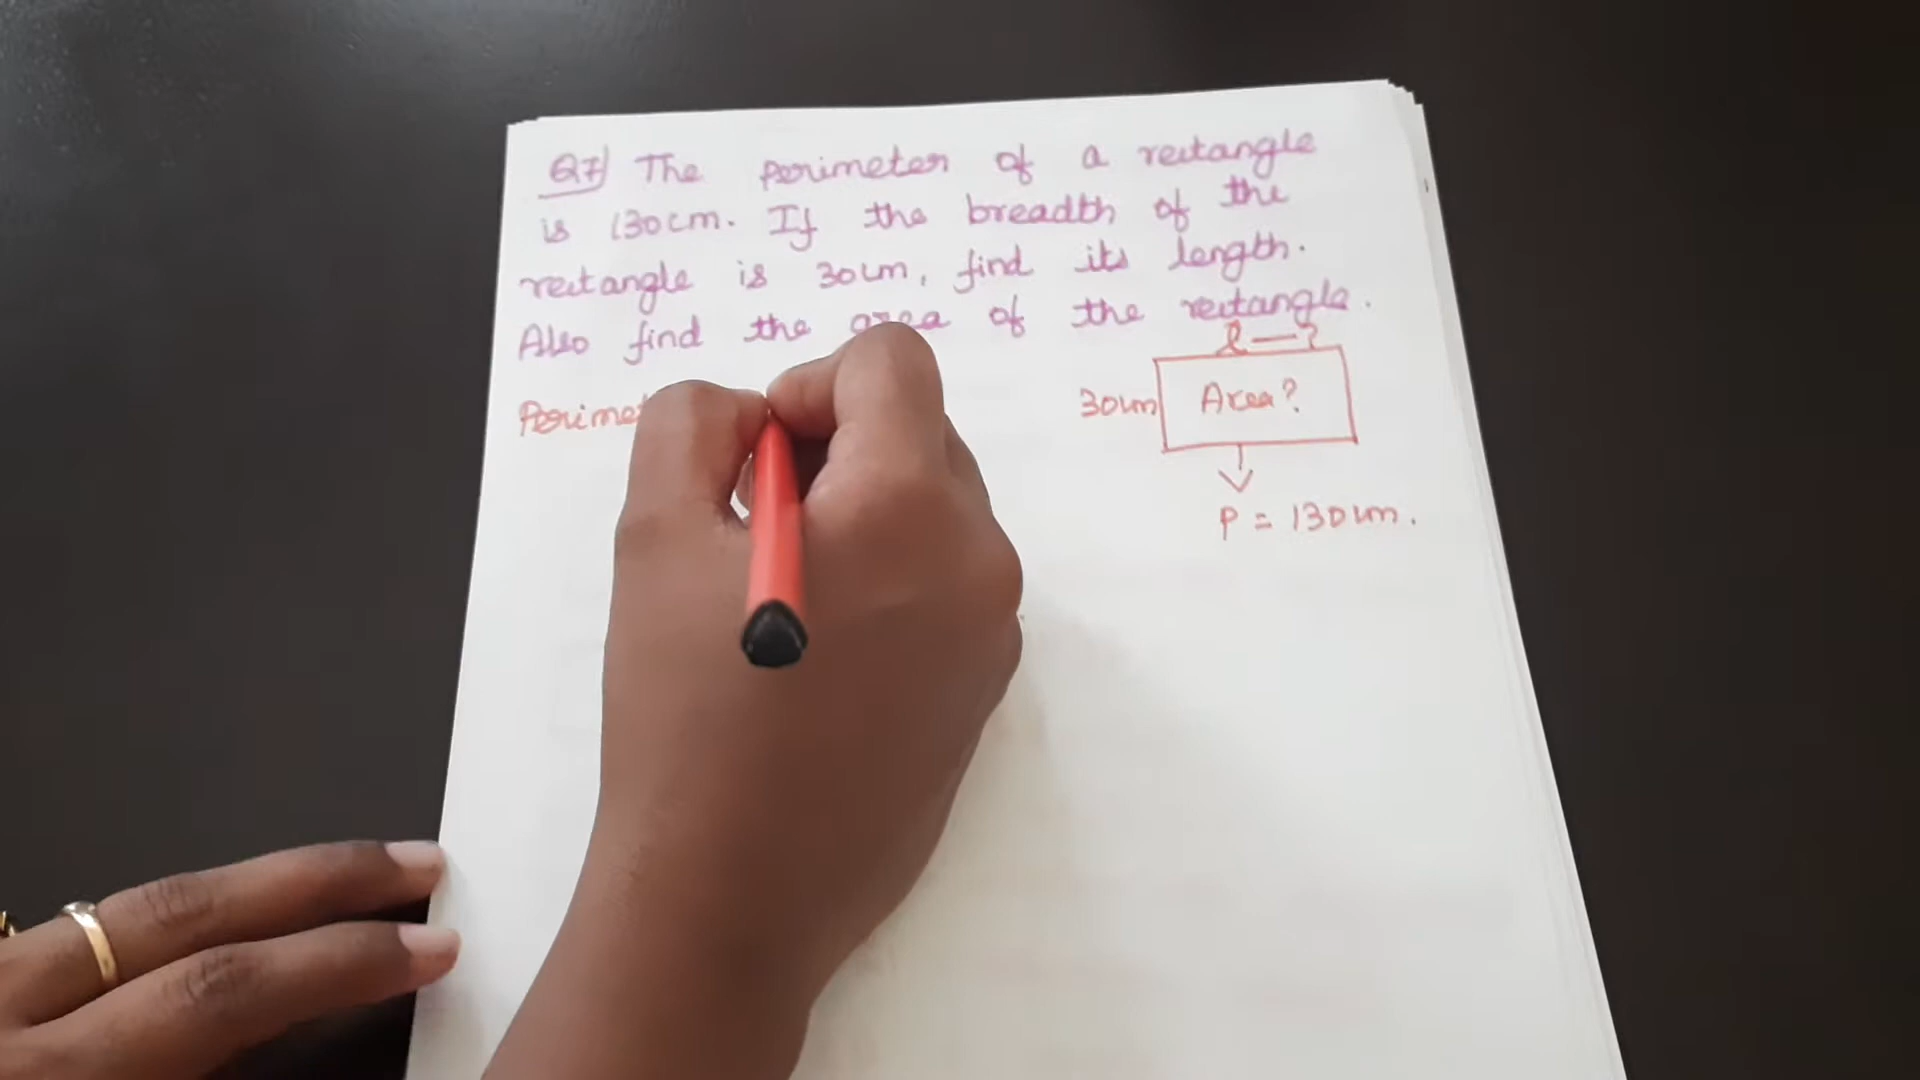 Q7) The perimeter of a rectangle
is 130cm. If the breadth of the
rectangle is 30cm, find its length.
Also find the area of the rectangle.
l — ?
30cm
Area?
P = 130cm.